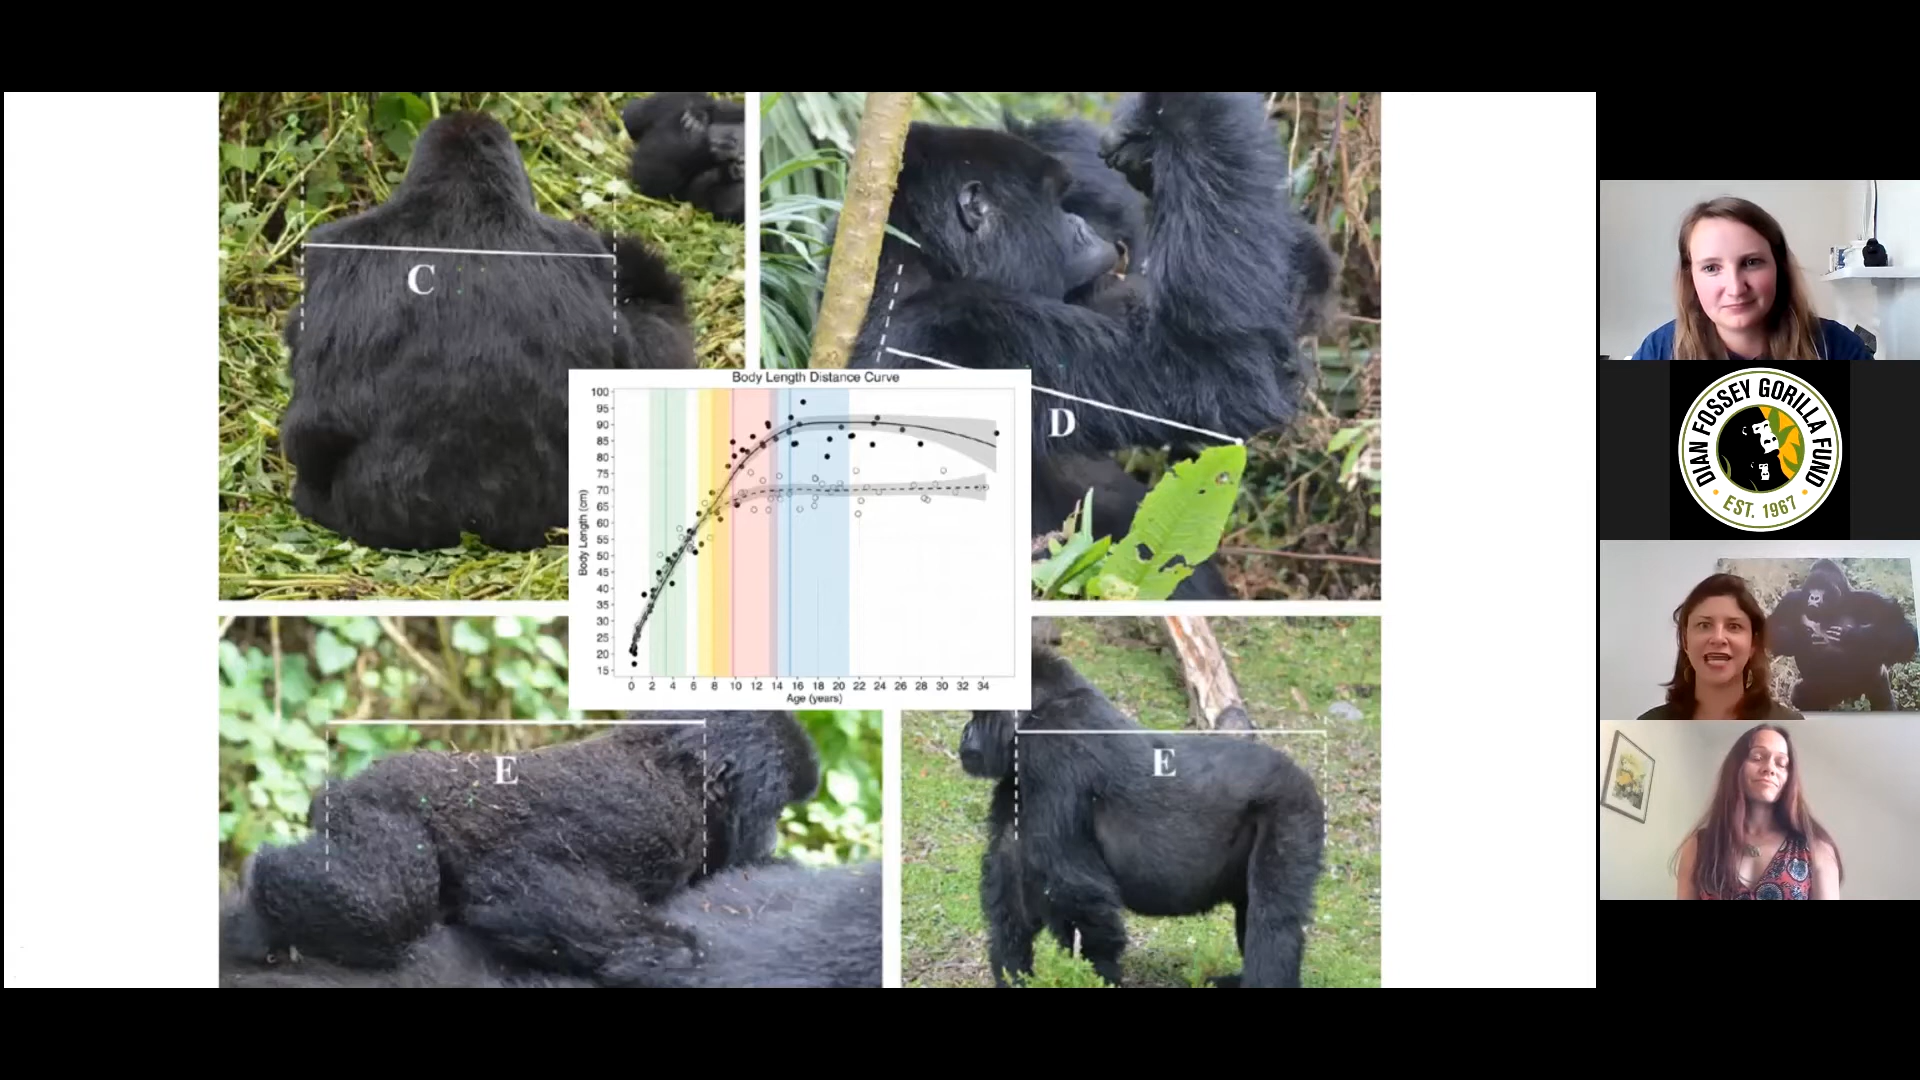 C
D
Body Length Distance Curve
Body Length (cm)
100
95
90
85
80
75
70
65
60
55
50
45
40
35
30
25
20
15
0 2 4 6 8 10 12 14 16 18 20 22 24 26 28 30 32 34
Age (years)
E
E
DIAN FOSSEY GORILLA FUND
• EST. 1967 •